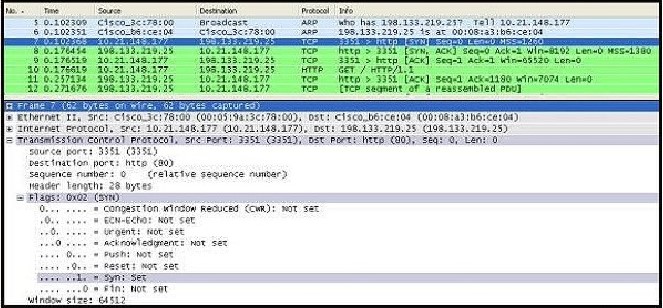 No. Time Source Destination Protocol Info
5 0.102309 Cisco_3c:78:00 Broadcast ARP who has 198.133.219.25? Tell 10.21.148.177
6 0.102366 Cisco_b6:ce:04 Cisco_3c:78:00 ARP 198.133.219.25 is at 00:08:a3:b6:ce:04
7 0.102368 10.21.148.177 198.133.219.25 TCP 3351 > http [SYN] Seq=0 Len=0 MSS=1260
8 0.176454 198.133.219.25 10.21.148.177 TCP http > 3351 [SYN, ACK] Seq=0 Ack=1 Win=8192 Len=0 MSS=1380
9 0.176519 10.21.148.177 198.133.219.25 TCP 3351 > http [ACK] Seq=1 Ack=1 Win=65520 Len=0
10 0.176619 10.21.148.177 198.133.219.25 HTTP GET / HTTP/1.1
11 0.257134 198.133.219.25 10.21.148.177 TCP http > 3351 [ACK] Seq=1 Ack=1180 Win=7074 Len=0
12 0.271676 198.133.219.25 10.21.148.177 TCP [TCP segment of a reassembled PDU]
Frame 7 (62 bytes on wire, 62 bytes captured)
Ethernet II, Src: Cisco_3c:78:00 (00:05:9a:3c:78:00), Dst: Cisco_b6:ce:04 (00:08:a3:b6:ce:04)
Internet Protocol, Src: 10.21.148.177 (10.21.148.177), Dst: 198.133.219.25 (198.133.219.25)
Transmission Control Protocol, Src Port: 3351 (3351), Dst Port: http (80), Seq: 0, Len: 0
Source port: 3351 (3351)
Destination port: http (80)
Sequence number: 0 (relative sequence number)
Header length: 28 bytes
Flags: 0x02 (SYN)
0... .... = Congestion Window Reduced (CWR): Not set
.0.. .... = ECN-Echo: Not set
..0. .... = Urgent: Not set
...0 .... = Acknowledgment: Not set
.... 0... = Push: Not set
.... .0.. = Reset: Not set
.... ..1. = Syn: Set
.... ...0 = Fin: Not set
Window size: 64512